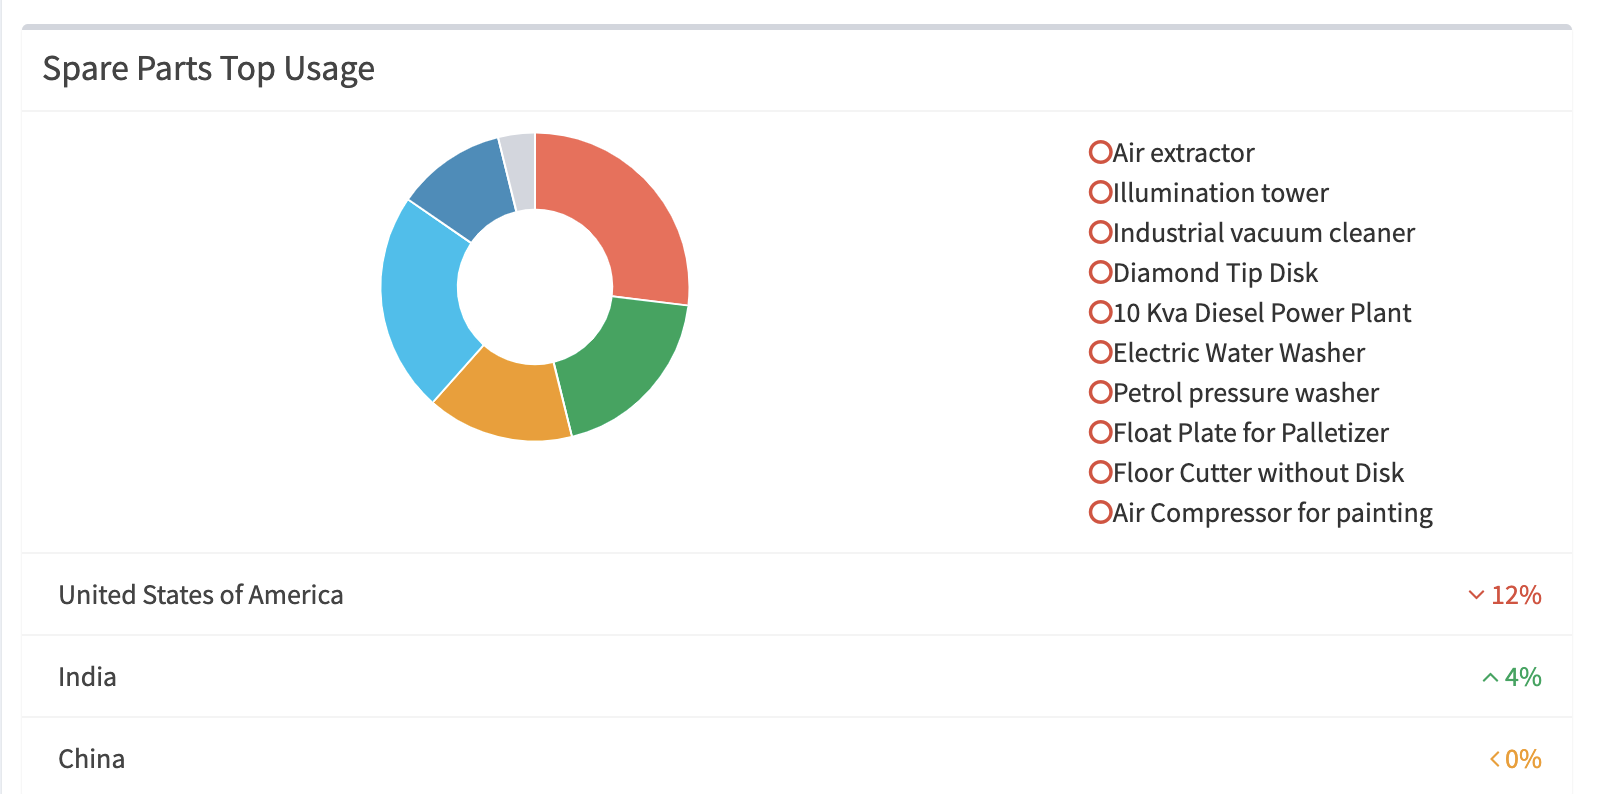 Spare Parts Top Usage
Air extractor
Illumination tower
Industrial vacuum cleaner
Diamond Tip Disk
10 Kva Diesel Power Plant
Electric Water Washer
Petrol pressure washer
Float Plate for Palletizer
Floor Cutter without Disk
Air Compressor for painting
United States of America 12%
India 4%
China 0%